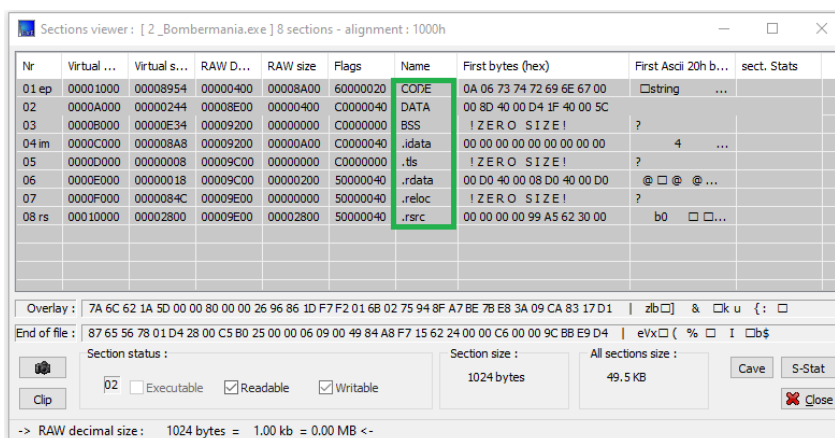 Sections viewer : [ 2 _Bombermania.exe ] 8 sections - alignment : 1000h
Nr Virtual ... Virtual s... RAW D... RAW size Flags Name First bytes (hex) First Ascii 20h b... sect. Stats
01 ep 00001000 00008954 00000400 00008A00 60000020 CODE 0A 06 73 74 72 69 6E 67 00 □string ...
02 0000A000 00000244 00008E00 00000400 C0000040 DATA 00 8D 40 00 D4 1F 40 00 5C
03 0000B000 00000E34 00009200 00000000 C0000000 BSS ! Z E R O S I Z E ! ?
04 im 0000C000 000008A8 00009200 00000A00 C0000040 .idata 00 00 00 00 00 00 00 00 00 4 ...
05 0000D000 00000008 00009C00 00000000 C0000000 .tls ! Z E R O S I Z E ! ?
06 0000E000 00000018 00009C00 00000200 50000040 .rdata 00 D0 40 00 08 D0 40 00 D0 @ □ @ @ ...
07 0000F000 0000084C 00009E00 00000000 50000040 .reloc ! Z E R O S I Z E ! ?
08 rs 00010000 00002800 00009E00 00002800 50000040 .rsrc 00 00 00 00 99 A5 62 30 00 b0 □ □...
Overlay : 7A 6C 62 1A 5D 00 00 80 00 00 26 96 86 1D F7 F2 01 6B 02 75 94 8F A7 BE 7B E8 3A 09 CA 83 17 D1 | zlb□] & □k u {: □
End of file : 87 65 56 78 01 D4 28 00 C5 B0 25 00 00 06 09 00 49 84 A8 F7 15 62 24 00 00 C6 00 00 9C BB E9 D4 | eVx□ ( % □ I □b$
Section status : Section size : All sections size :
02 Executable Readable Writable 1024 bytes 49.5 KB Cave S-Stat
Clip Close
-> RAW decimal size : 1024 bytes = 1.00 kb = 0.00 MB <-